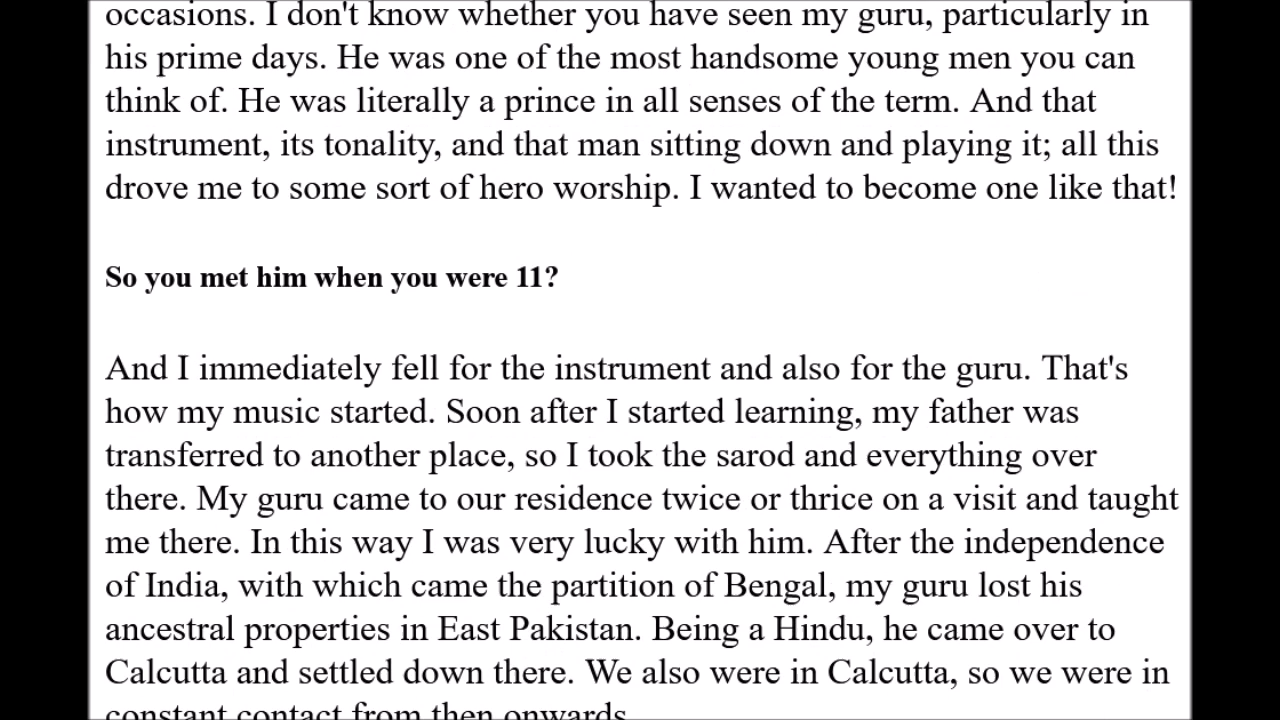 occasions. I don't know whether you have seen my guru, particularly in
his prime days. He was one of the most handsome young men you can
think of. He was literally a prince in all senses of the term. And that
instrument, its tonality, and that man sitting down and playing it; all this
drove me to some sort of hero worship. I wanted to become one like that!
So you met him when you were 11?
And I immediately fell for the instrument and also for the guru. That's
how my music started. Soon after I started learning, my father was
transferred to another place, so I took the sarod and everything over
there. My guru came to our residence twice or thrice on a visit and taught
me there. In this way I was very lucky with him. After the independence
of India, with which came the partition of Bengal, my guru lost his
ancestral properties in East Pakistan. Being a Hindu, he came over to
Calcutta and settled down there. We also were in Calcutta, so we were in
constant contact from then onwards.